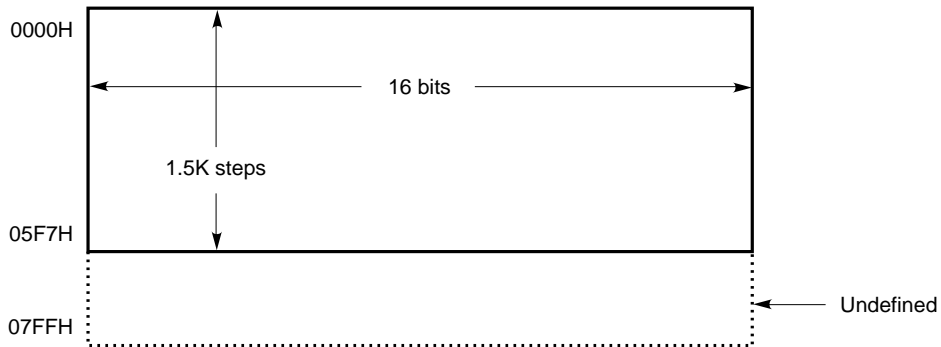 0000H
16 bits
1.5K steps
05F7H
Undefined
07FFH